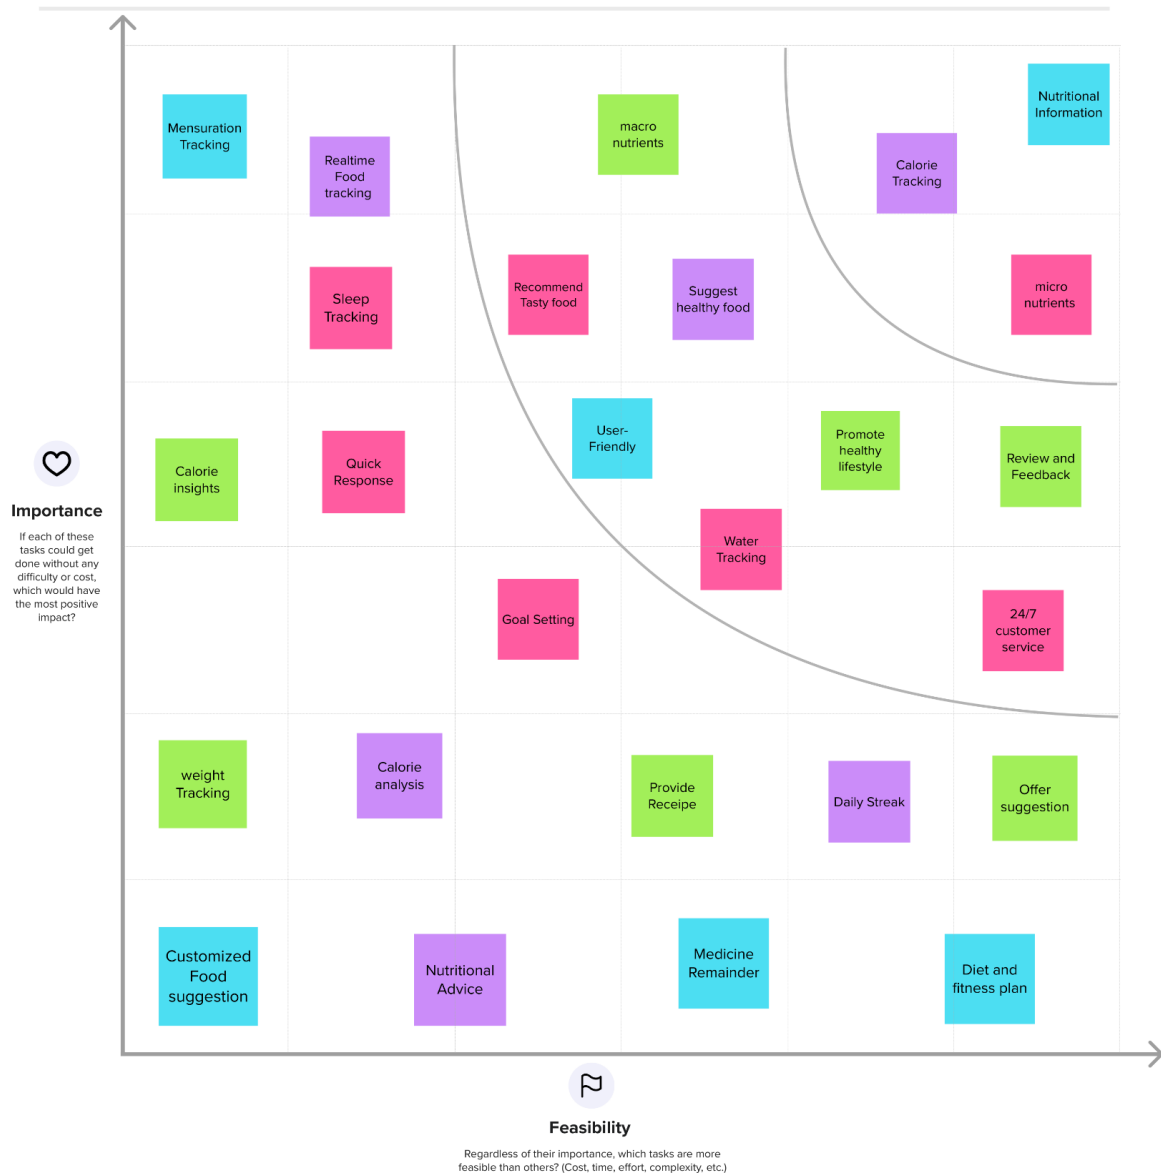 Mensuration
Tracking
Realtime
Food
tracking
macro
nutrients
Calorie
Tracking
Nutritional
Information
Sleep
Tracking
Recommend
Tasty food
Suggest
healthy food
micro
nutrients
Calorie
insights
Quick
Response
User-
Friendly
Promote
healthy
lifestyle
Review and
Feedback
Water
Tracking
Goal Setting
24/7
customer
service
weight
Tracking
Calorie
analysis
Provide
Receipe
Daily Streak
Offer
suggestion
Customized
Food
suggestion
Nutritional
Advice
Medicine
Remainder
Diet and
fitness plan
Importance
If each of these
tasks could get
done without any
difficulty or cost,
which would have
the most positive
impact?
Feasibility
Regardless of their importance, which tasks are more
feasible than others? (Cost, time, effort, complexity, etc.)